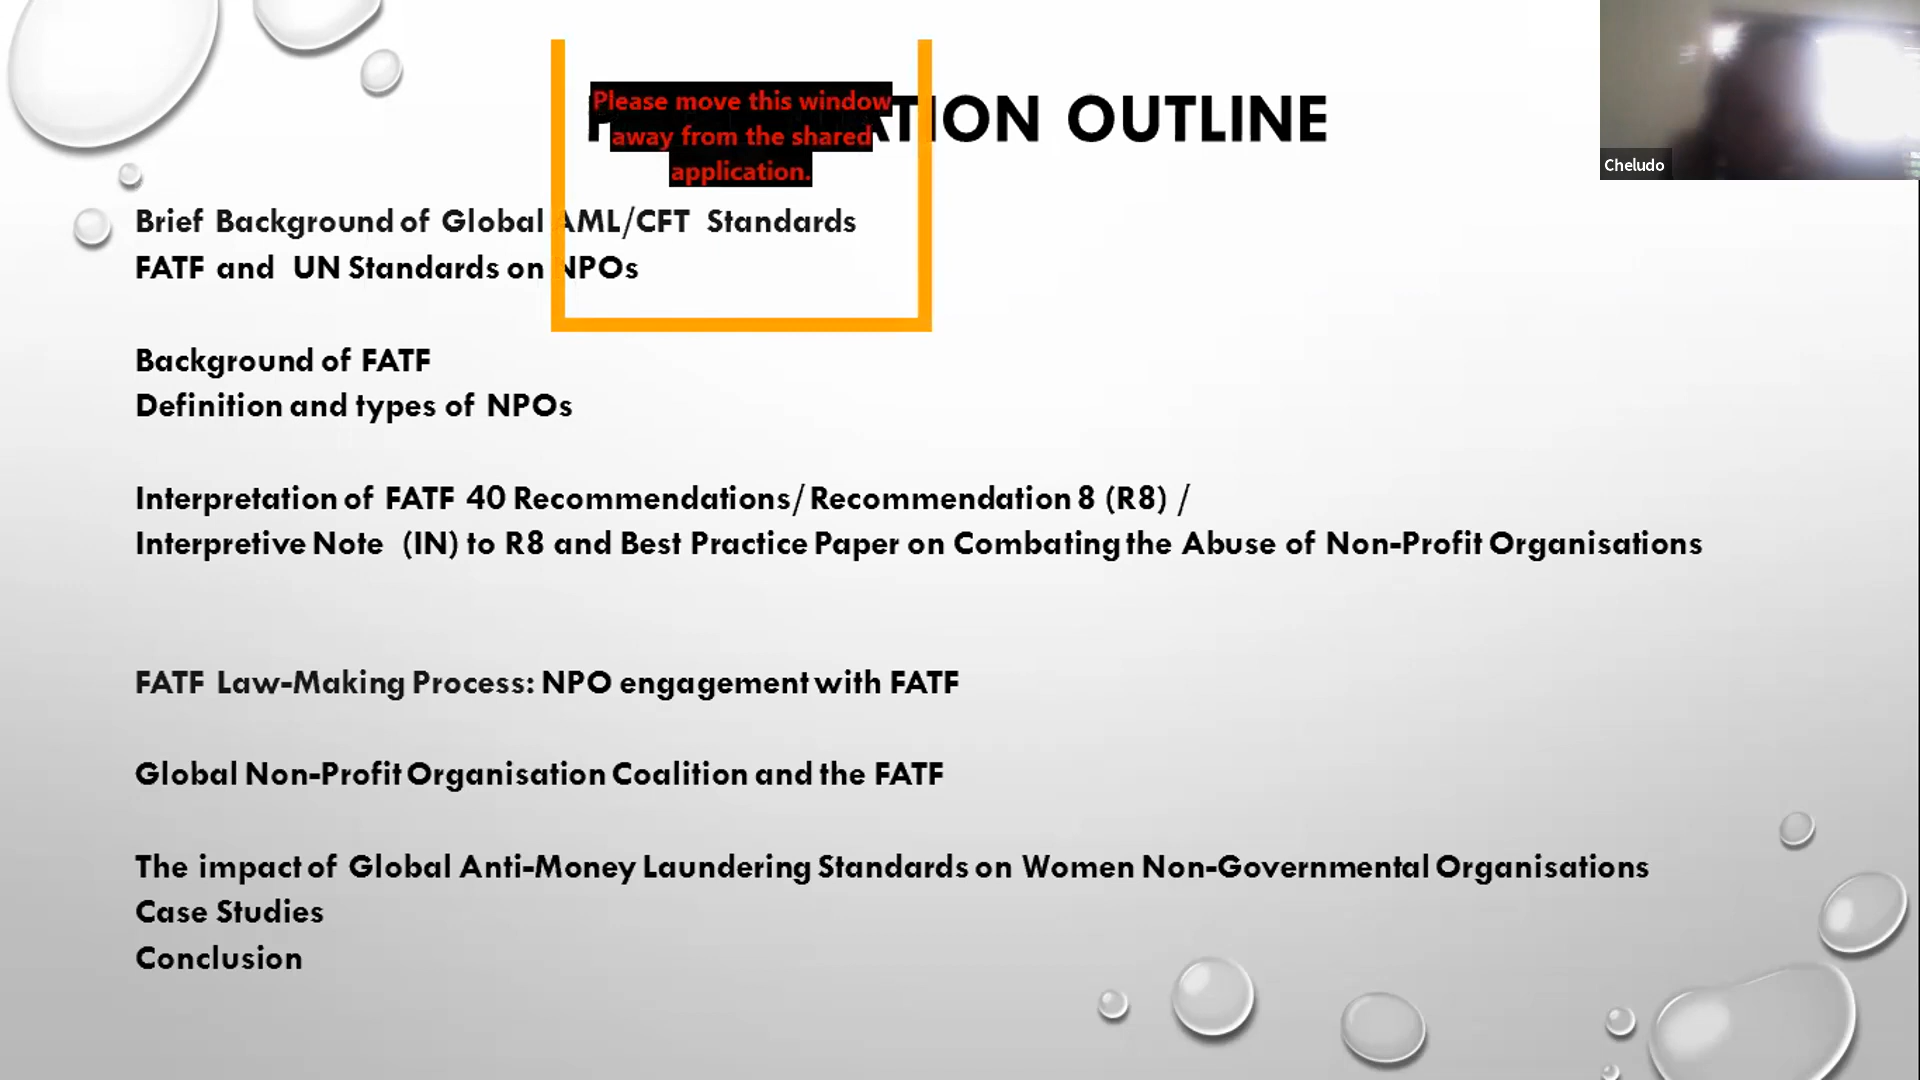 Please move this window
away from the shared
application.
ATION OUTLINE
Cheludo
Brief Background of Global AML/CFT Standards
FATF and UN Standards on NPOs
Background of FATF
Definition and types of NPOs
Interpretation of FATF 40 Recommendations/Recommendation 8 (R8) /
Interpretive Note (IN) to R8 and Best Practice Paper on Combating the Abuse of Non-Profit Organisations
FATF Law-Making Process: NPO engagement with FATF
Global Non-Profit Organisation Coalition and the FATF
The impact of Global Anti-Money Laundering Standards on Women Non-Governmental Organisations
Case Studies
Conclusion